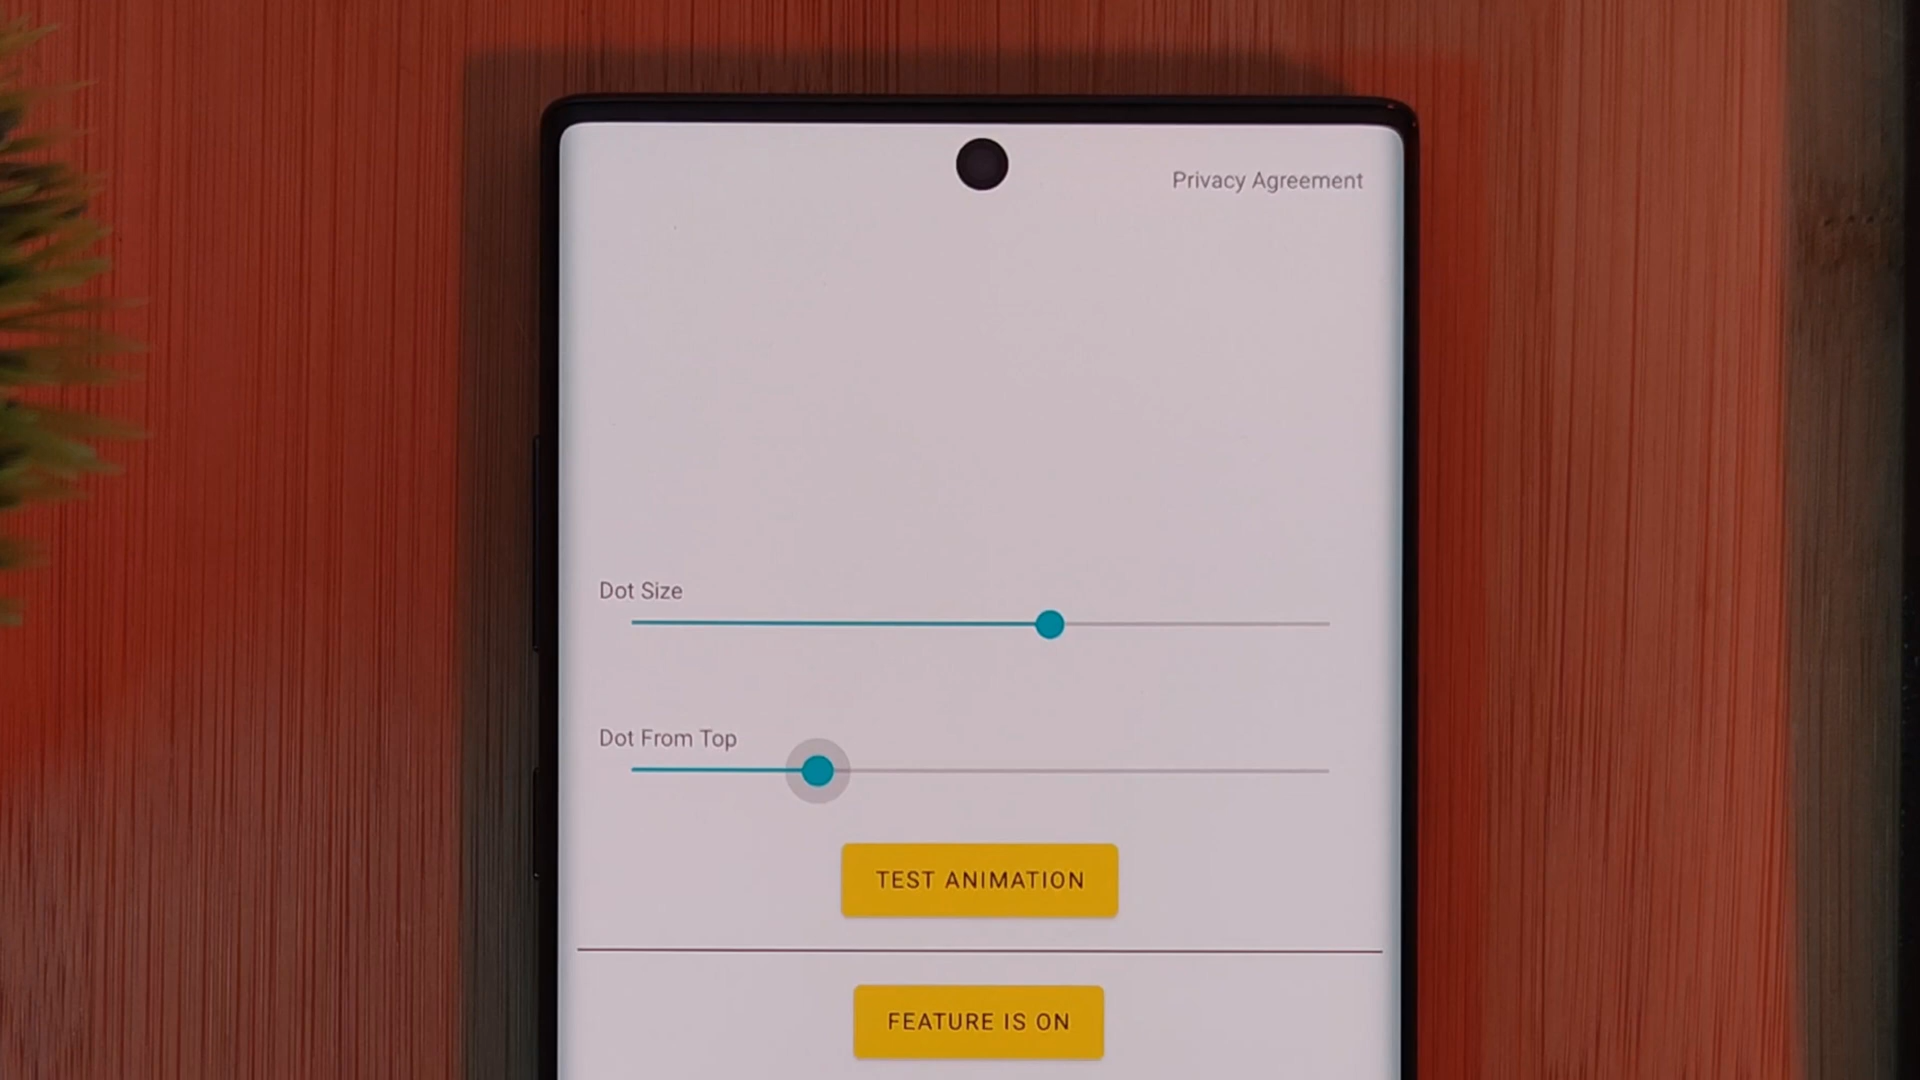 Privacy Agreement
Dot Size
Dot From Top
TEST ANIMATION
FEATURE IS ON